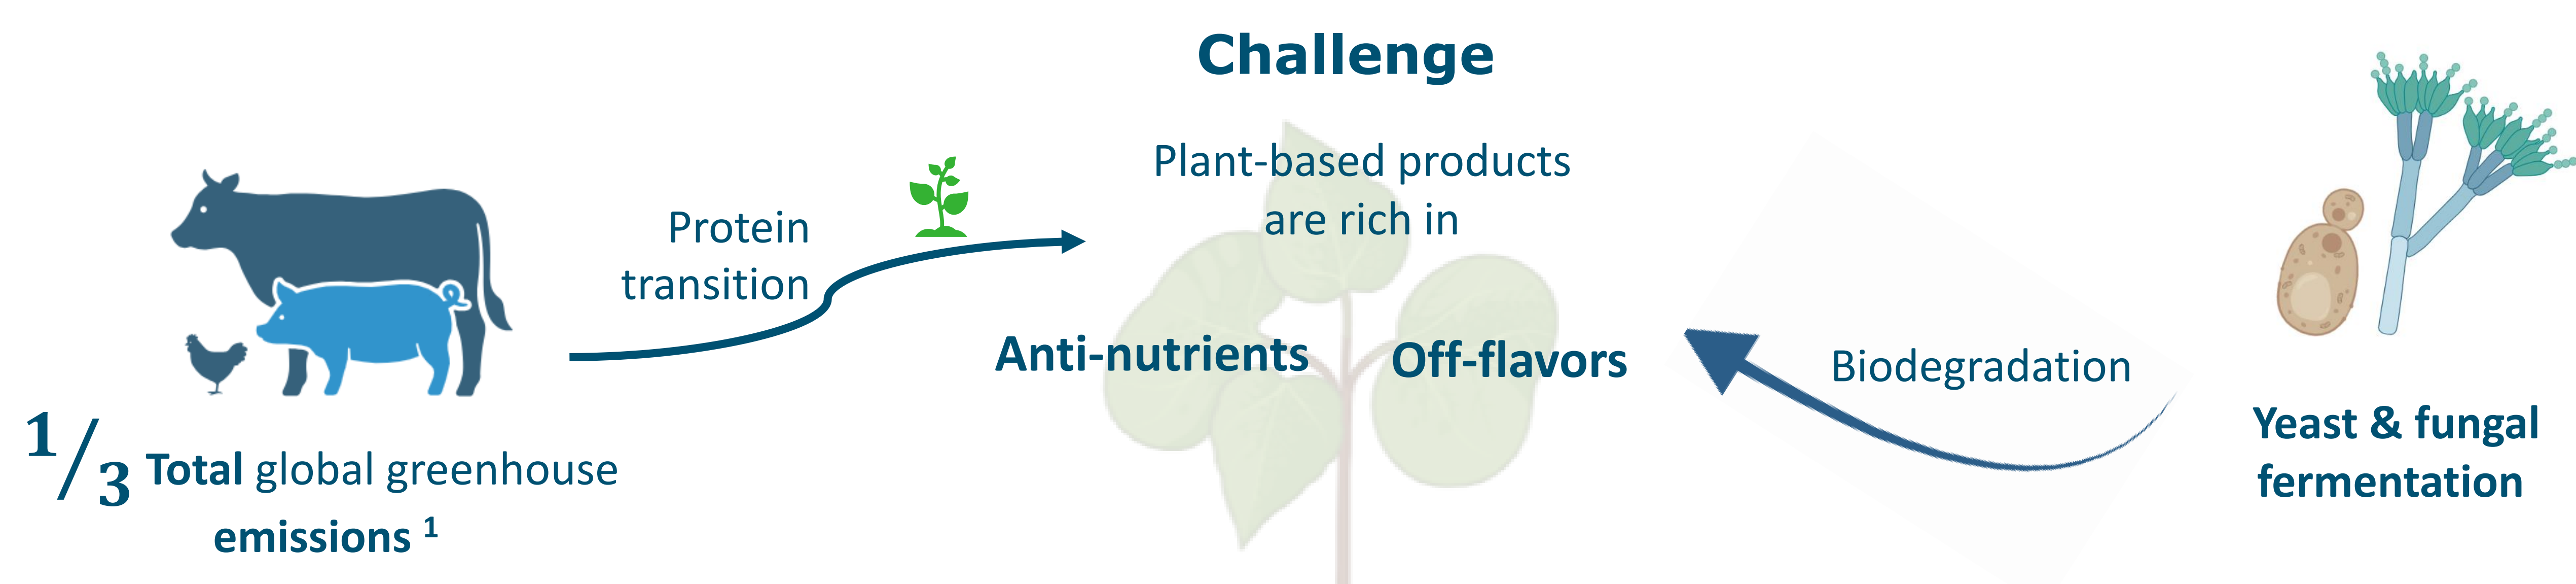 Challenge
Plant-based products
are rich in
Protein
transition
Anti-nutrients
Off-flavors
Biodegradation
1/3 Total global greenhouse
emissions 1
Yeast & fungal
fermentation